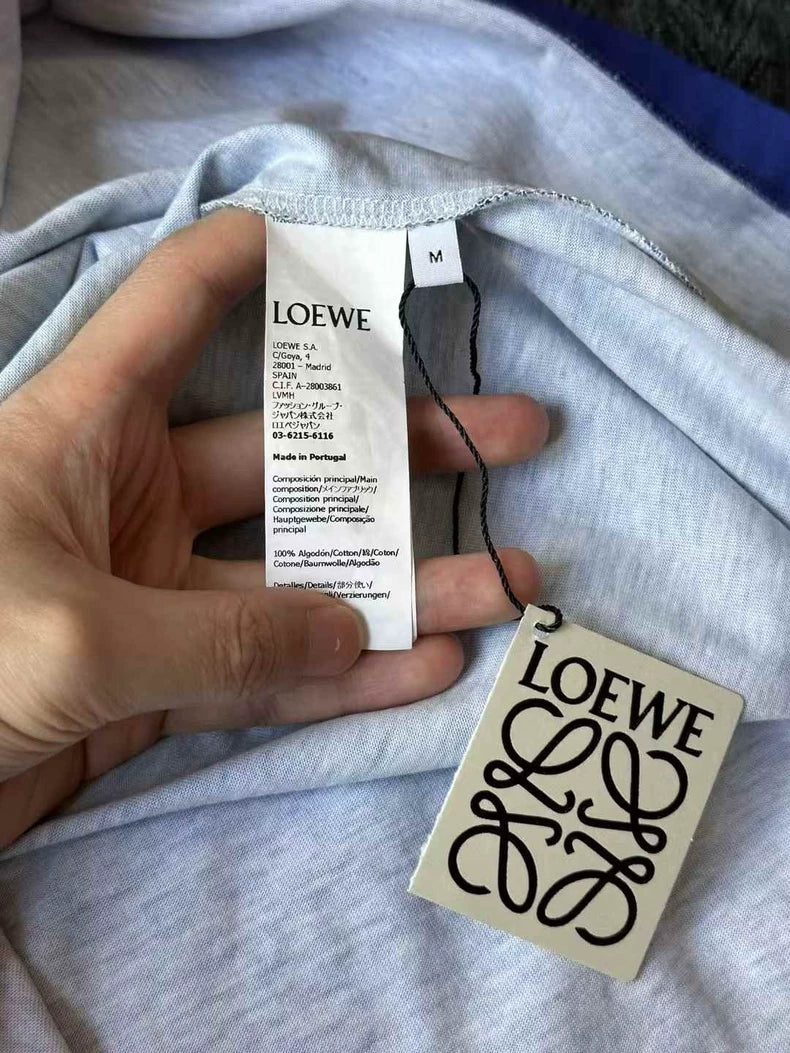 M
LOEWE
LOEWE S.A.
C/Goya, 4
28001 – Madrid
SPAIN
C.I.F. A–28003861
LVMH
ファッション・グループ・
ジャパン株式会社
ロエベジャパン
03-6215-6116
Made in Portugal
Composición principal/Main
composition/メインファブリック/
Composition principal/
Composizione principale/
Hauptgewebe/Composição
principal
100% Algodón/Cotton/綿/Coton/
Cotone/Baumwolle/Algodão
Detalles/Details/部分使い/
/Verzierungen/
LOEWE